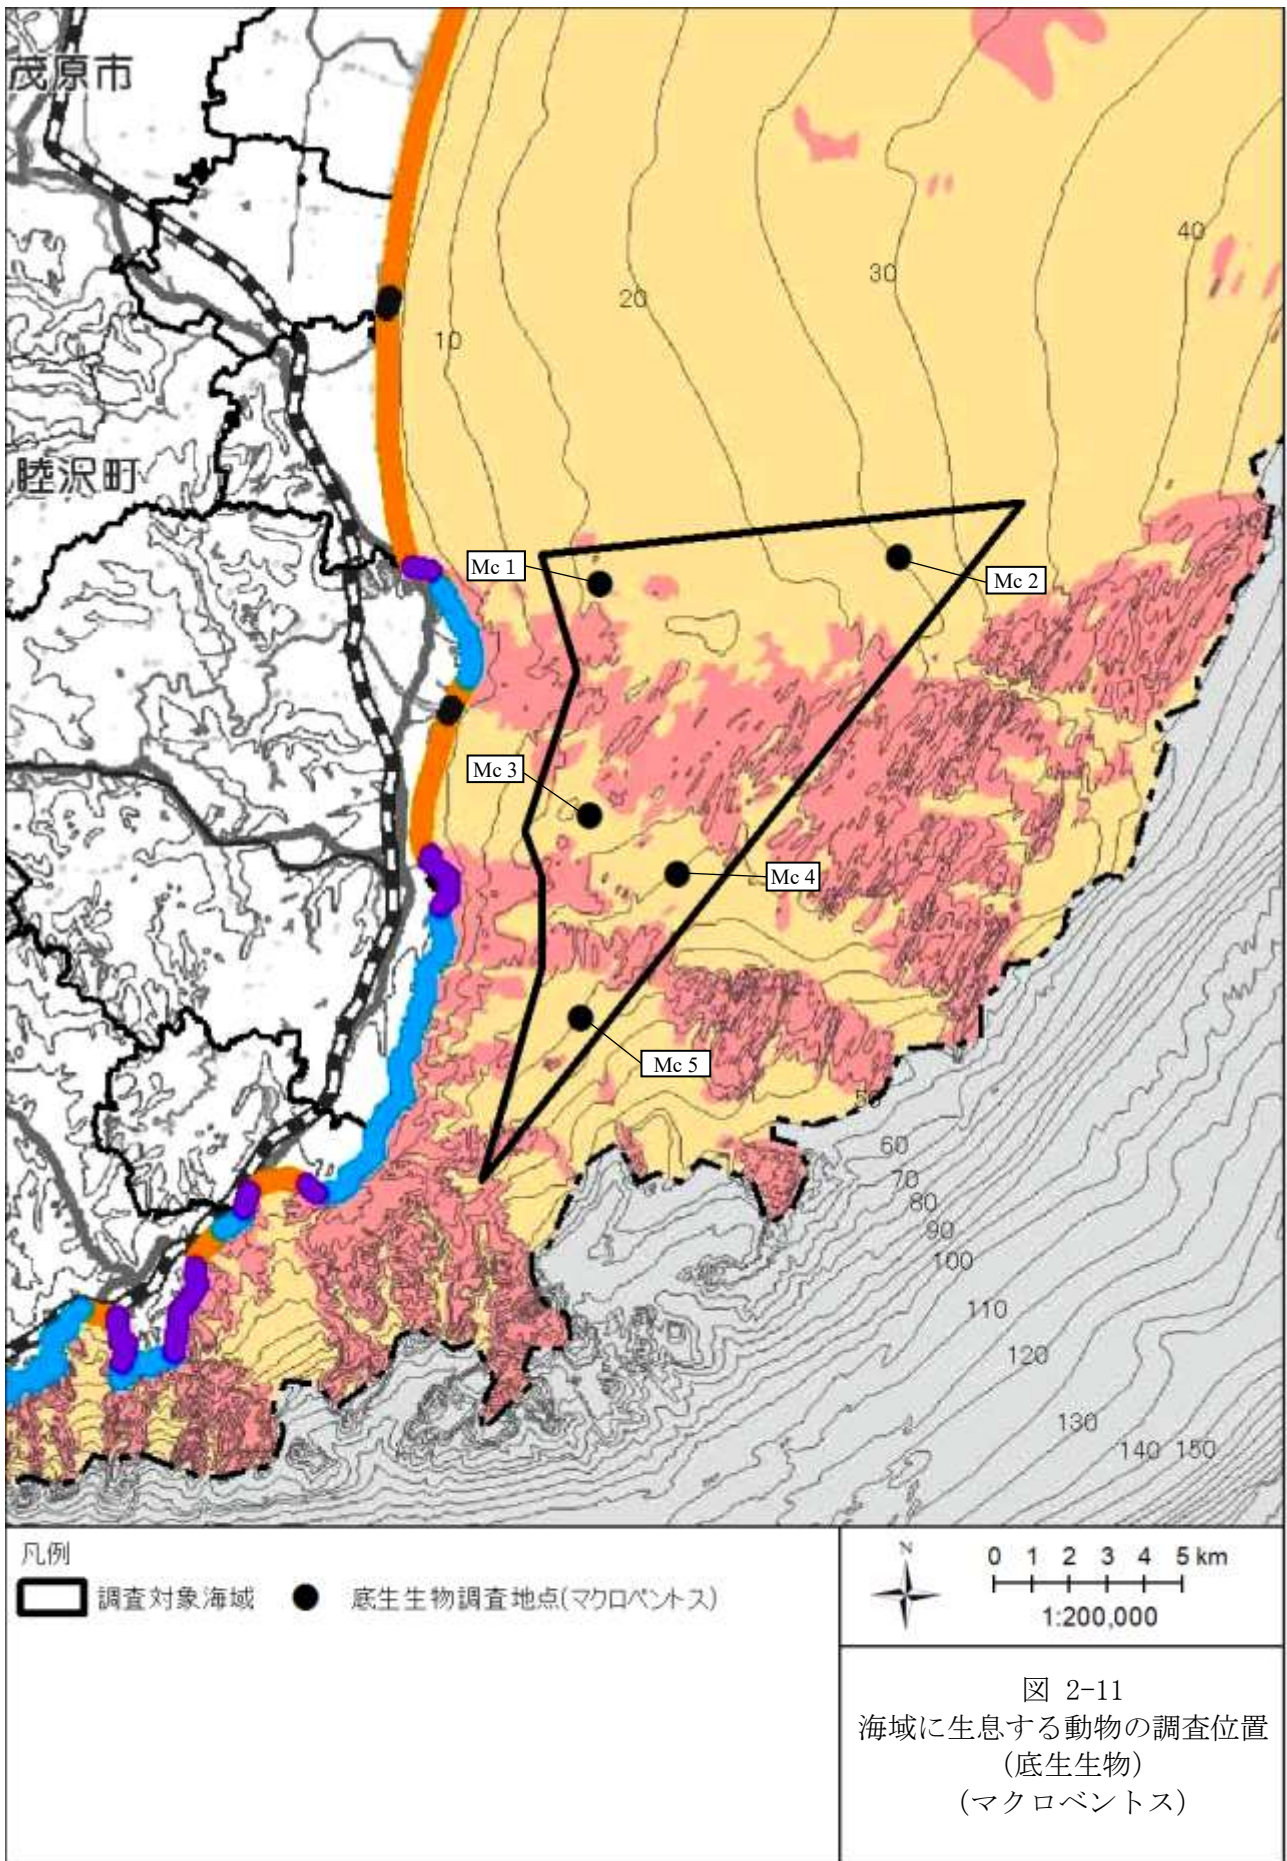 茂原市
睦沢町
10
20
30
40
40
Mc 1
Mc 2
Mc 3
Mc 4
Mc 5
50
60
70
80
90
100
110
120
130
140
150
凡例
調査対象海域
底生生物調査地点(マクロベントス)
N
0 1 2 3 4 5 km
1:200,000
図 2-11
海域に生息する動物の調査位置
(底生生物)
(マクロベントス)